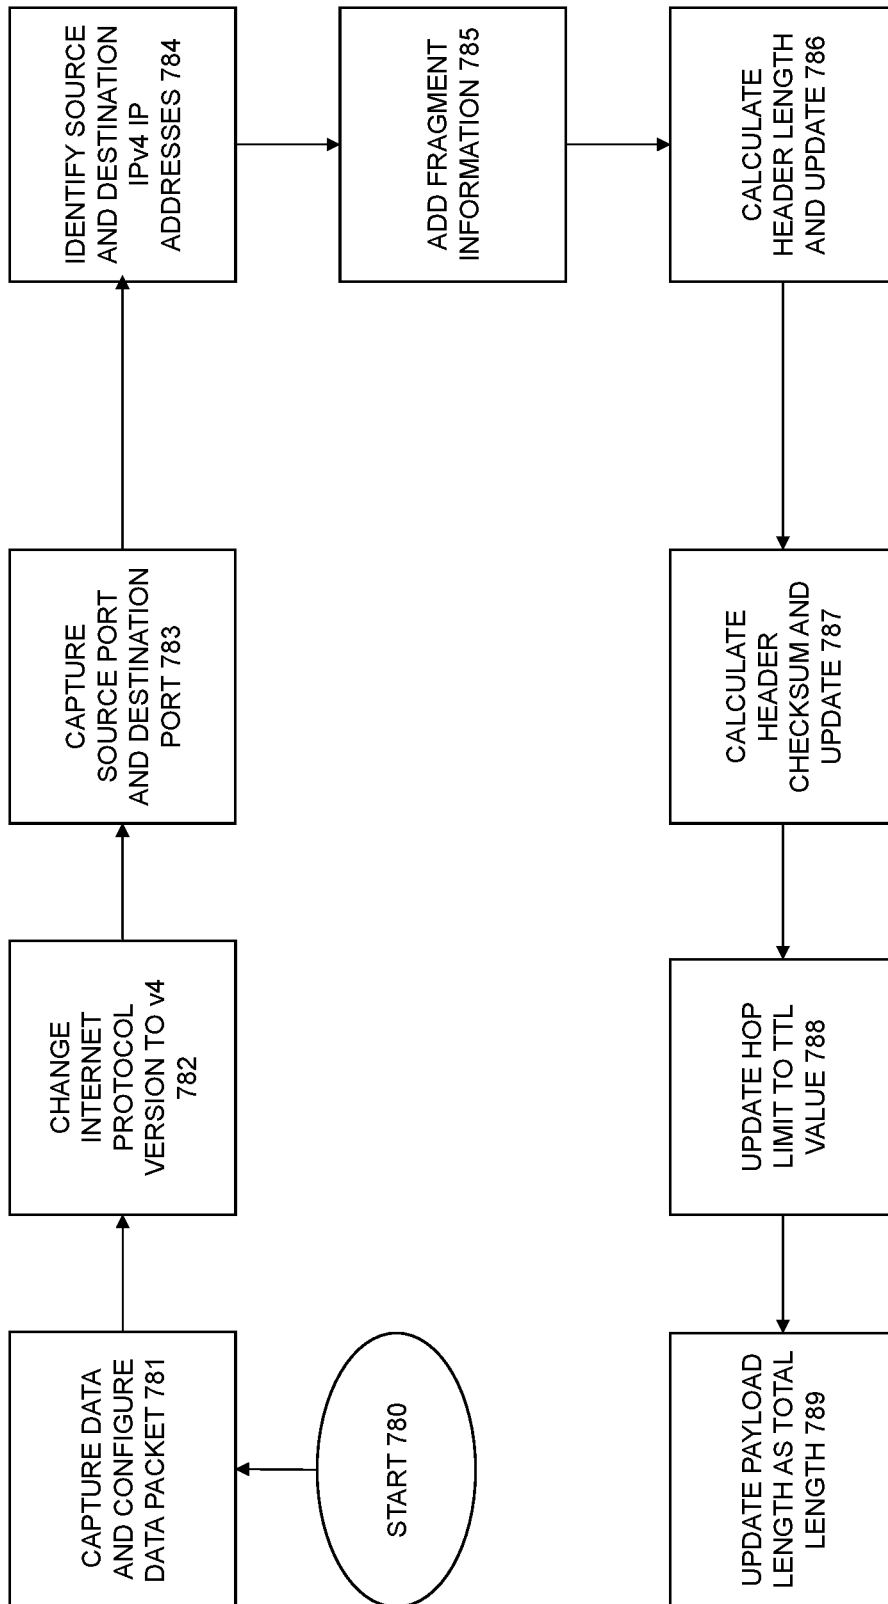 START 780
CAPTURE DATA
AND CONFIGURE
DATA PACKET 781
CHANGE
INTERNET
PROTOCOL
VERSION TO v4
782
CAPTURE
SOURCE PORT
AND DESTINATION
PORT 783
IDENTIFY SOURCE
AND DESTINATION
IPv4 IP
ADDRESSES 784
ADD FRAGMENT
INFORMATION 785
CALCULATE
HEADER LENGTH
AND UPDATE 786
CALCULATE
HEADER
CHECKSUM AND
UPDATE 787
UPDATE HOP
LIMIT TO TTL
VALUE 788
UPDATE PAYLOAD
LENGTH AS TOTAL
LENGTH 789